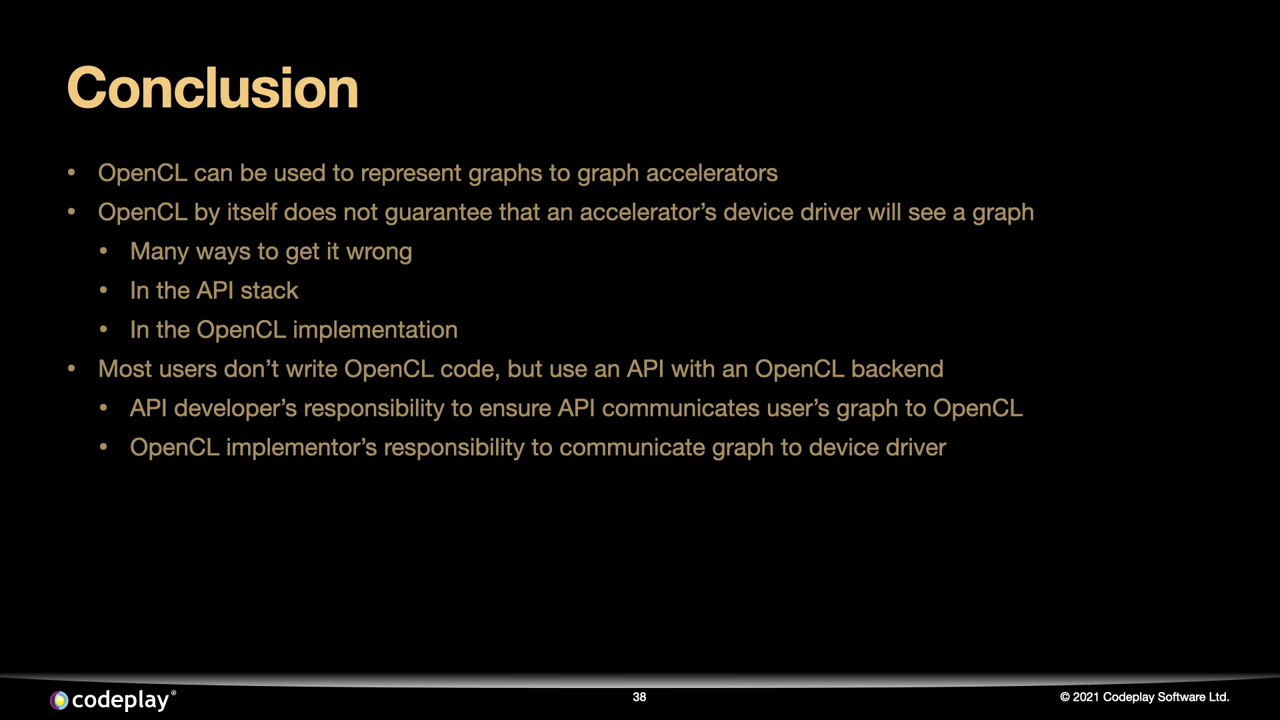 Conclusion
• OpenCL can be used to represent graphs to graph accelerators
• OpenCL by itself does not guarantee that an accelerator’s device driver will see a graph
• Many ways to get it wrong
• In the API stack
• In the OpenCL implementation
• Most users don’t write OpenCL code, but use an API with an OpenCL backend
• API developer’s responsibility to ensure API communicates user’s graph to OpenCL
• OpenCL implementor’s responsibility to communicate graph to device driver
codeplay®
38
© 2021 Codeplay Software Ltd.